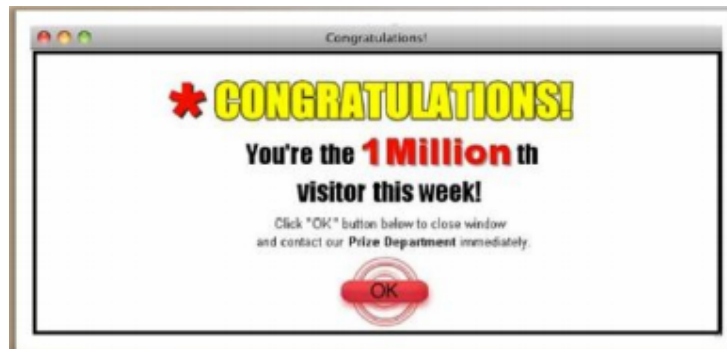 Congratulations!
* CONGRATULATIONS!
You're the 1 Million th
visitor this week!
Click "OK" button below to close window
and contact our Prize Department immediately.
OK